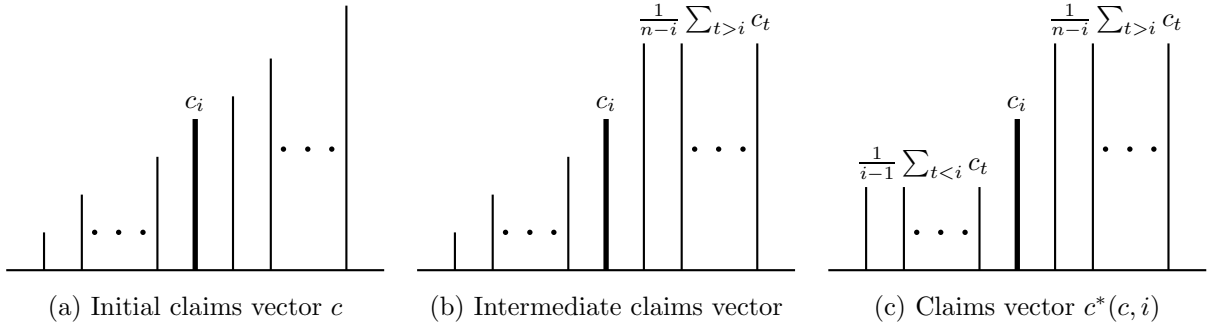 $c_i$
$\frac{1}{n-i} \sum_{t>i} c_t$
$c_i$
$\frac{1}{n-i} \sum_{t>i} c_t$
$c_i$
$\frac{1}{i-1} \sum_{t<i} c_t$
(a) Initial claims vector $c$
(b) Intermediate claims vector
(c) Claims vector $c^*(c, i)$